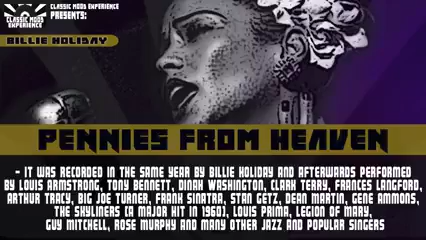 CLASSIC MOOD EXPERIENCE
PRESENTS:
CLASSIC MOOD
EXPERIENCE
BILLIE HOLIDAY
PENNIES FROM HEAVEN
- IT WAS RECORDED IN THE SAME YEAR BY BILLIE HOLIDAY AND AFTERWARDS PERFORMED
BY LOUIS ARMSTRONG, TONY BENNETT, DINAH WASHINGTON, CLARK TERRY, FRANCES LANGFORD,
ARTHUR TRACY, BIG JOE TURNER, FRANK SINATRA, STAN GETZ, DEAN MARTIN, GENE AMMONS,
THE SKYLINERS (A MAJOR HIT IN 1960), LOUIS PRIMA, LEGION OF MARY,
GUY MITCHELL, ROSE MURPHY AND MANY OTHER JAZZ AND POPULAR SINGERS